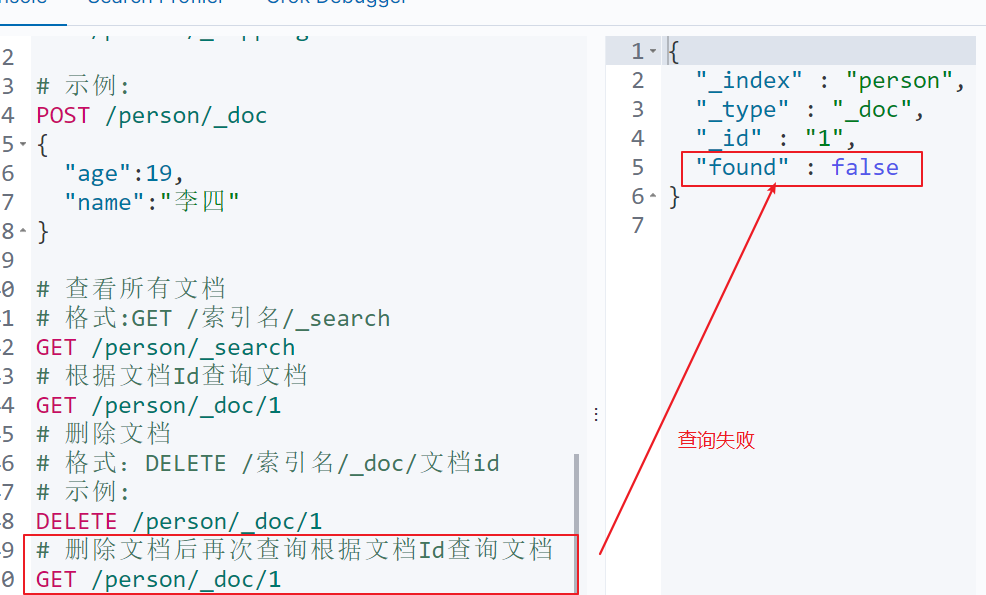 Search Profiler
Grok Debugger
2
3 # 示例:
4 POST /person/_doc
5 {
6 "age":19,
7 "name":"李四"
8 }
9
0 # 查看所有文档
1 # 格式:GET /索引名/_search
2 GET /person/_search
3 # 根据文档Id查询文档
4 GET /person/_doc/1
5 # 删除文档
6 # 格式: DELETE /索引名/_doc/文档id
7 # 示例:
8 DELETE /person/_doc/1
9 # 删除文档后再次查询根据文档Id查询文档
0 GET /person/_doc/1
1 {
2 "_index" : "person",
3 "_type" : "_doc",
4 "_id" : "1",
5 "found" : false
6 }
7
查询失败